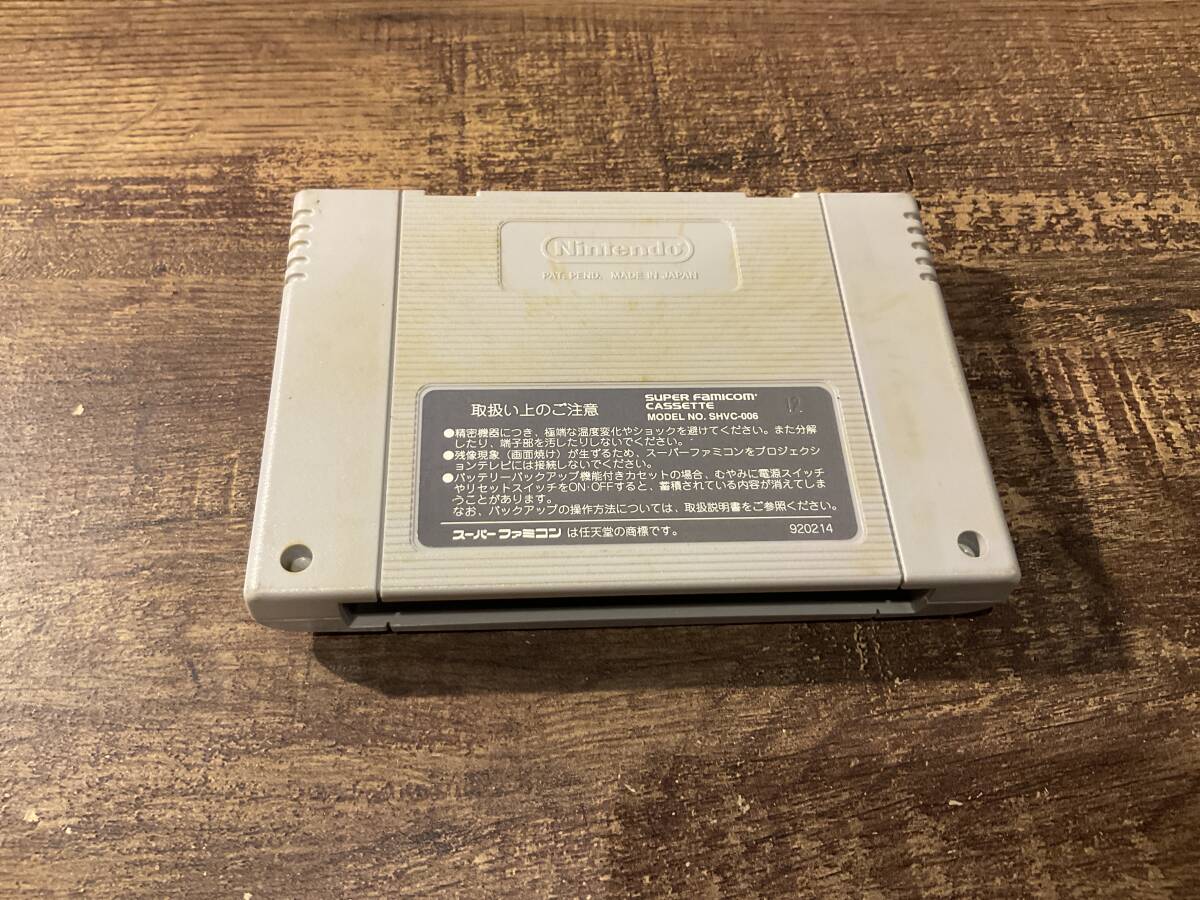 Nintendo®
PAT. PEND. MADE IN JAPAN
取扱い上のご注意
SUPER FAMICOM®
CASSETTE
MODEL NO. SHVC-006
12
●精密機器につき、極端な温度変化やショックを避けてください。また分解
したり、端子部を汚したりしないでください。
●残像現象(画面焼け)が生ずるため、スーパーファミコンをプロジェクシ
ョンテレビには接続しないでください。
●バッテリーバックアップ機能付きカセットの場合、むやみに電源スイッチ
やリセットスイッチをON・OFFすると、蓄積されている内容が消えてしま
うことがあります。
なお、バックアップの操作方法については、取扱説明書をご参照ください。
スーパーファミコン は任天堂の商標です。
920214